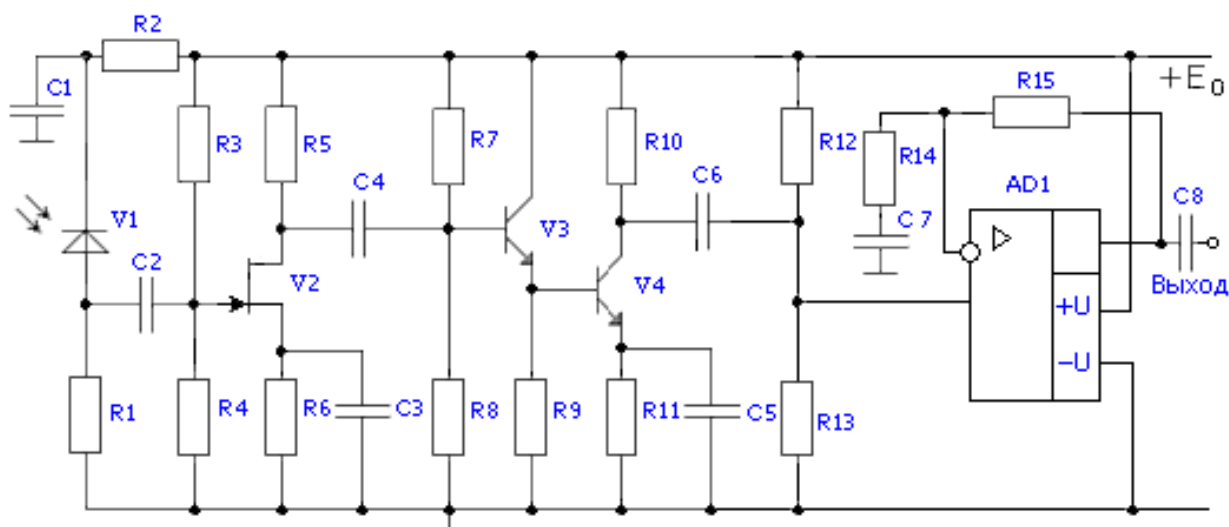 R2
+E0
C1
R15
R3
R5
R7
R10
R12
R14
AD1
C4
C6
C8
V1
V3
C 7
C2
V2
V4
Выход
+U
-U
R1
R4
R6
C3
R8
R9
R11
C5
R13